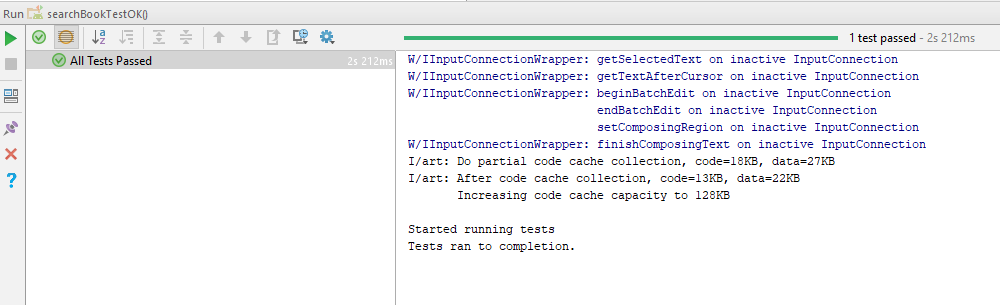 Run searchBookTestOK()
1 test passed - 2s 212ms
All Tests Passed 2s 212ms
W/IInputConnectionWrapper: getSelectedText on inactive InputConnection
W/IInputConnectionWrapper: getTextAfterCursor on inactive InputConnection
W/IInputConnectionWrapper: beginBatchEdit on inactive InputConnection
endBatchEdit on inactive InputConnection
setComposingRegion on inactive InputConnection
W/IInputConnectionWrapper: finishComposingText on inactive InputConnection
I/art: Do partial code cache collection, code=18KB, data=27KB
I/art: After code cache collection, code=13KB, data=22KB
Increasing code cache capacity to 128KB
Started running tests
Tests ran to completion.